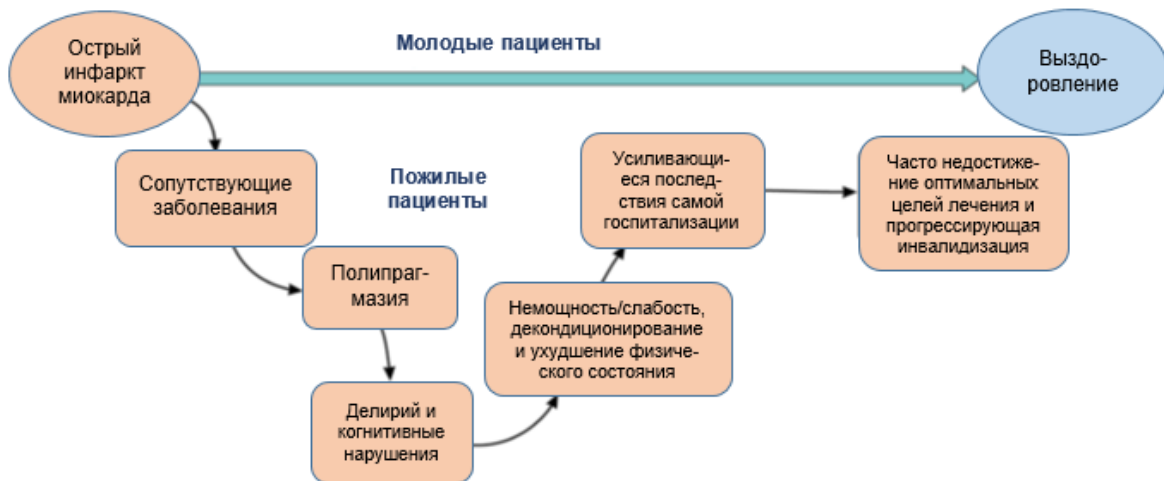 Острый
инфаркт
миокарда
Молодые пациенты
Выздо-
ровление
Сопутствующие
заболевания
Пожилые
пациенты
Полипраг-
мазия
Делирий и
когнитивные
нарушения
Немощность/слабость,
декондиционирование
и ухудшение физиче-
ского состояния
Усиливающи-
еся послед-
ствия самой
госпитализации
Часто недостиже-
ние оптимальных
целей лечения и
прогрессирующая
инвалидизация